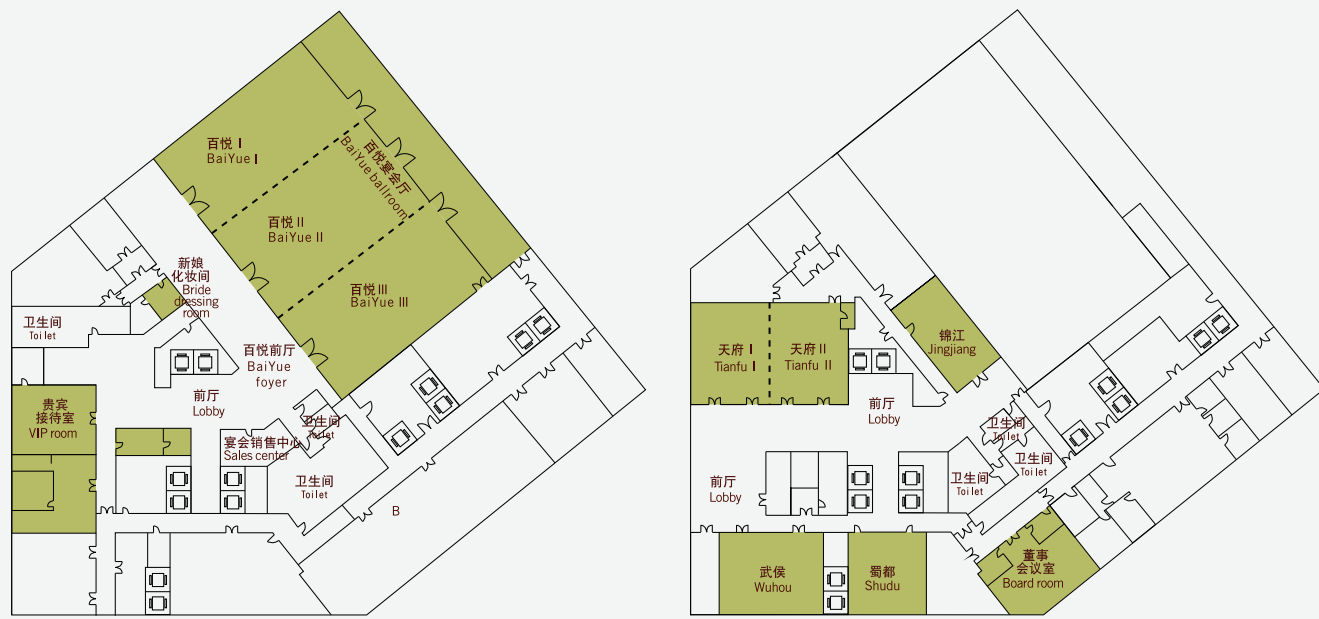 百悦 I
BaiYue I
百悦宴会厅
BaiYue ballroom
百悦 II
BaiYue II
百悦 III
BaiYue III
新娘
化妆间
Bride
dressing
room
卫生间
Toilet
百悦前厅
BaiYue
foyer
前厅
Lobby
贵宾
接待室
VIP room
宴会销售中心
Sales center
卫生间
Toilet
卫生间
Toilet
B
锦江
Jingjiang
天府 I
Tianfu I
天府 II
Tianfu II
前厅
Lobby
卫生间
Toilet
卫生间
Toilet
卫生间
Toilet
前厅
Lobby
武侯
Wuhou
蜀都
Shudu
董事
会议室
Board room